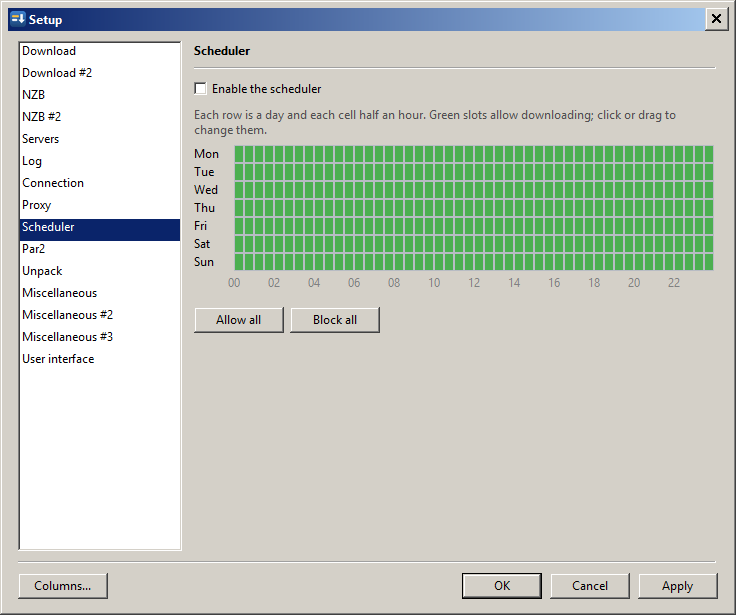 Setup
Download
Download #2
NZB
NZB #2
Servers
Log
Connection
Proxy
Scheduler
Par2
Unpack
Miscellaneous
Miscellaneous #2
Miscellaneous #3
User interface
Scheduler
Enable the scheduler
Each row is a day and each cell half an hour. Green slots allow downloading; click or drag to
change them.
Mon
Tue
Wed
Thu
Fri
Sat
Sun
00 02 04 06 08 10 12 14 16 18 20 22
Allow all Block all
Columns... OK Cancel Apply